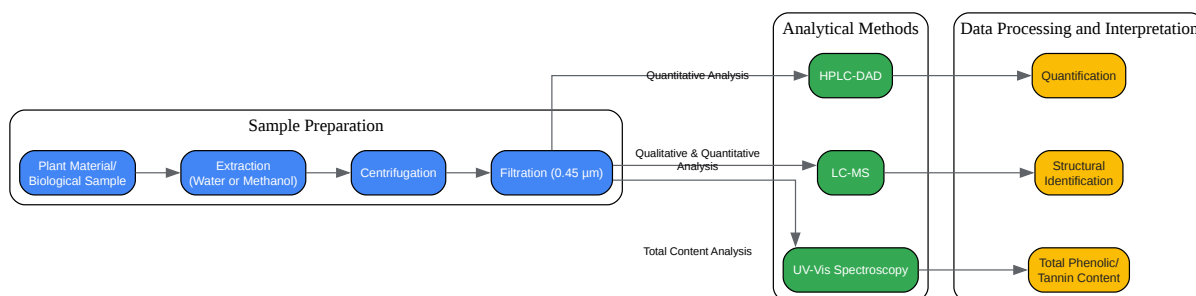 Sample Preparation
Plant Material/
Biological Sample
Extraction
(Water or Methanol)
Centrifugation
Filtration (0.45 µm)
Quantitative Analysis
Qualitative & Quantitative
Analysis
Total Content Analysis
Analytical Methods
HPLC-DAD
LC-MS
UV-Vis Spectroscopy
Data Processing and Interpretation
Quantification
Structural
Identification
Total Phenolic/
Tannin Content